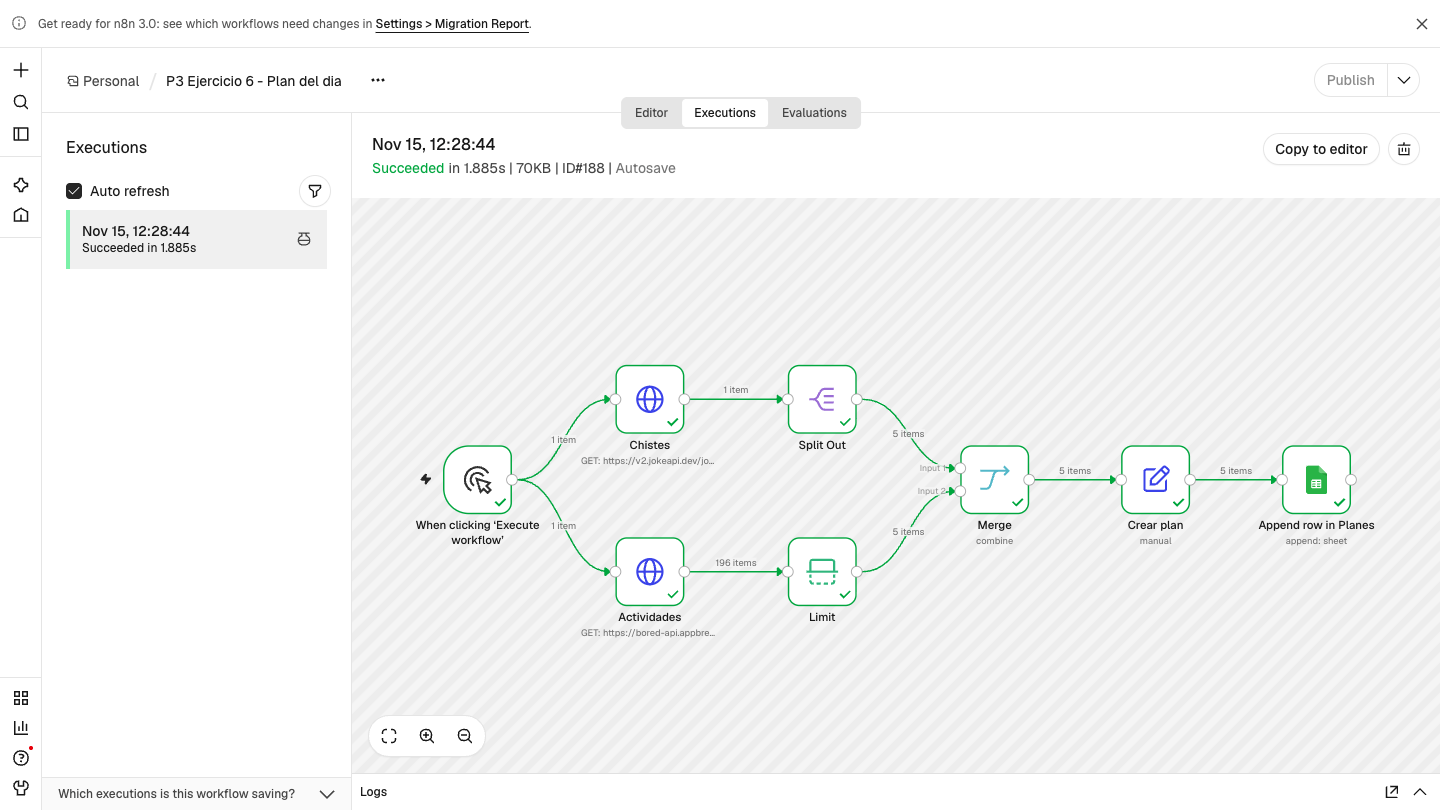 Get ready for n8n 3.0: see which workflows need changes in Settings > Migration Report.
Personal / P3 Ejercicio 6 - Plan del dia
Publish
Editor
Executions
Evaluations
Executions
Auto refresh
Nov 15, 12:28:44
Succeeded in 1.885s
Nov 15, 12:28:44
Succeeded in 1.885s | 70KB | ID#188 | Autosave
Copy to editor
When clicking ‘Execute
workflow’
1 item
1 item
Chistes
GET: https://v2.jokeapi.dev/jo...
1 item
Split Out
5 items
Actividades
GET: https://bored-api.appbre...
196 items
Limit
5 items
Input 1
Input 2
Merge
combine
5 items
Crear plan
manual
5 items
Append row in Planes
append: sheet
Which executions is this workflow saving?
Logs